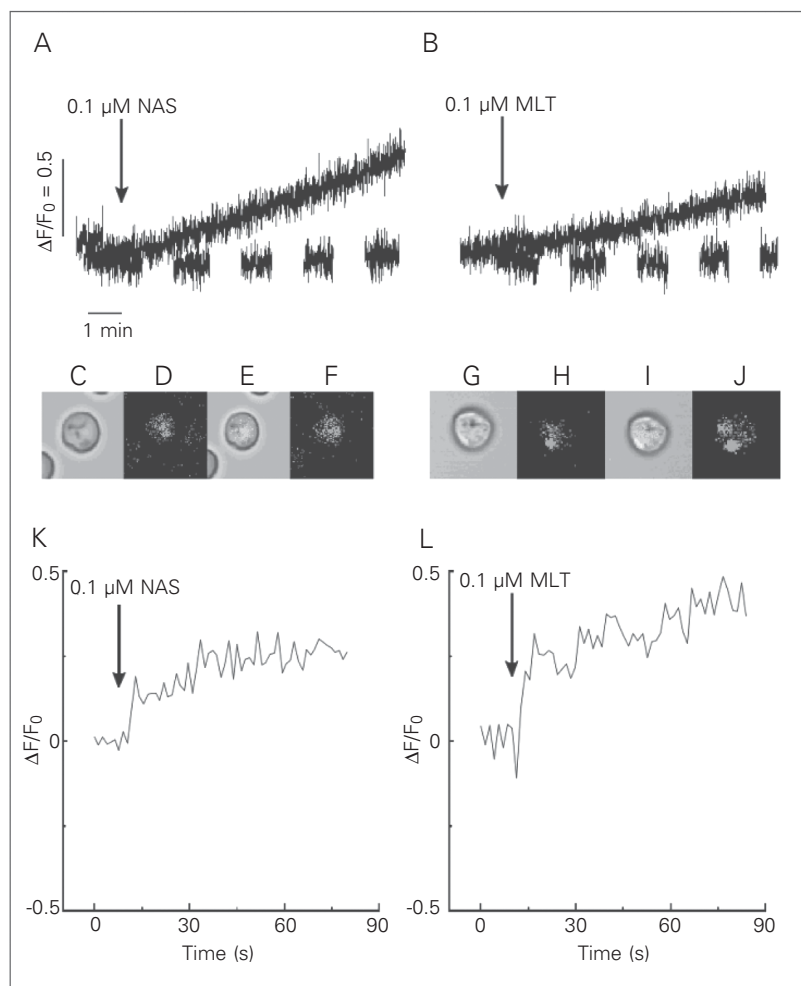 A
B
0.1 µM NAS
0.1 µM MLT
ΔF/F0 = 0.5
1 min
C D E F
G H I J
K
L
0.5
0.1 µM NAS
0
-0.5
ΔF/F0
0 30 60 90
Time (s)
0.5
0.1 µM MLT
0
-0.5
ΔF/F0
0 30 60 90
Time (s)